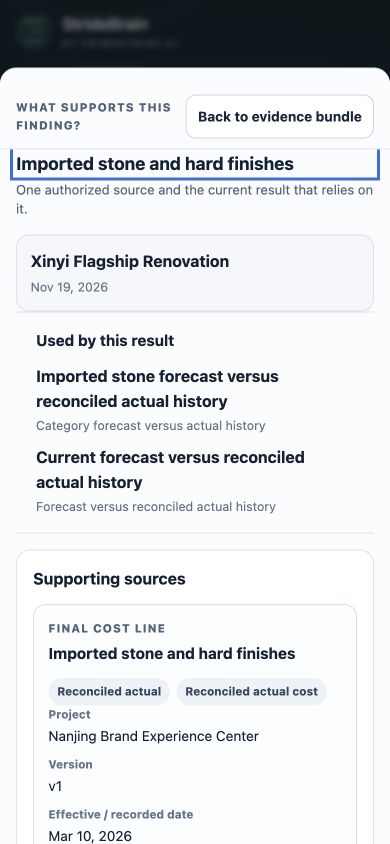 StrideBrain
WHAT SUPPORTS THIS
FINDING?
Back to evidence bundle
Imported stone and hard finishes
One authorized source and the current result that relies on
it.
Xinyi Flagship Renovation
Nov 19, 2026
Used by this result
Imported stone forecast versus
reconciled actual history
Category forecast versus actual history
Current forecast versus reconciled
actual history
Forecast versus reconciled actual history
Supporting sources
FINAL COST LINE
Imported stone and hard finishes
Reconciled actual
Reconciled actual cost
Project
Nanjing Brand Experience Center
Version
v1
Effective / recorded date
Mar 10, 2026